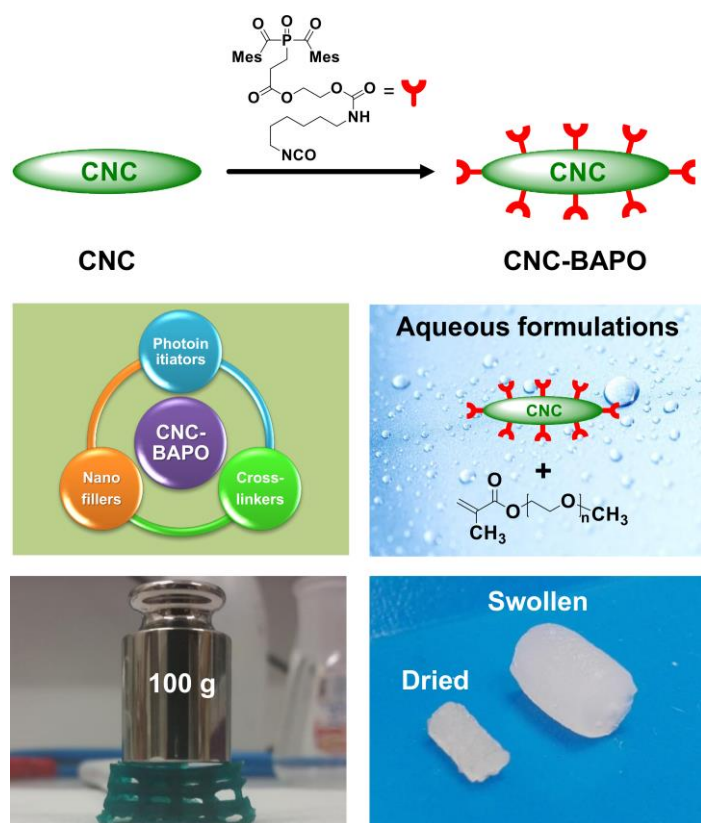 O
O
P
O
Mes
Mes
O
O
O
O
=
NH
NCO
CNC
CNC
CNC
CNC-BAPO
Photoin
itiators
CNC-
BAPO
Nano
fillers
Cross-
linkers
Aqueous formulations
CNC
+
O
O
O
n
CH3
CH3
100 g
Swollen
Dried